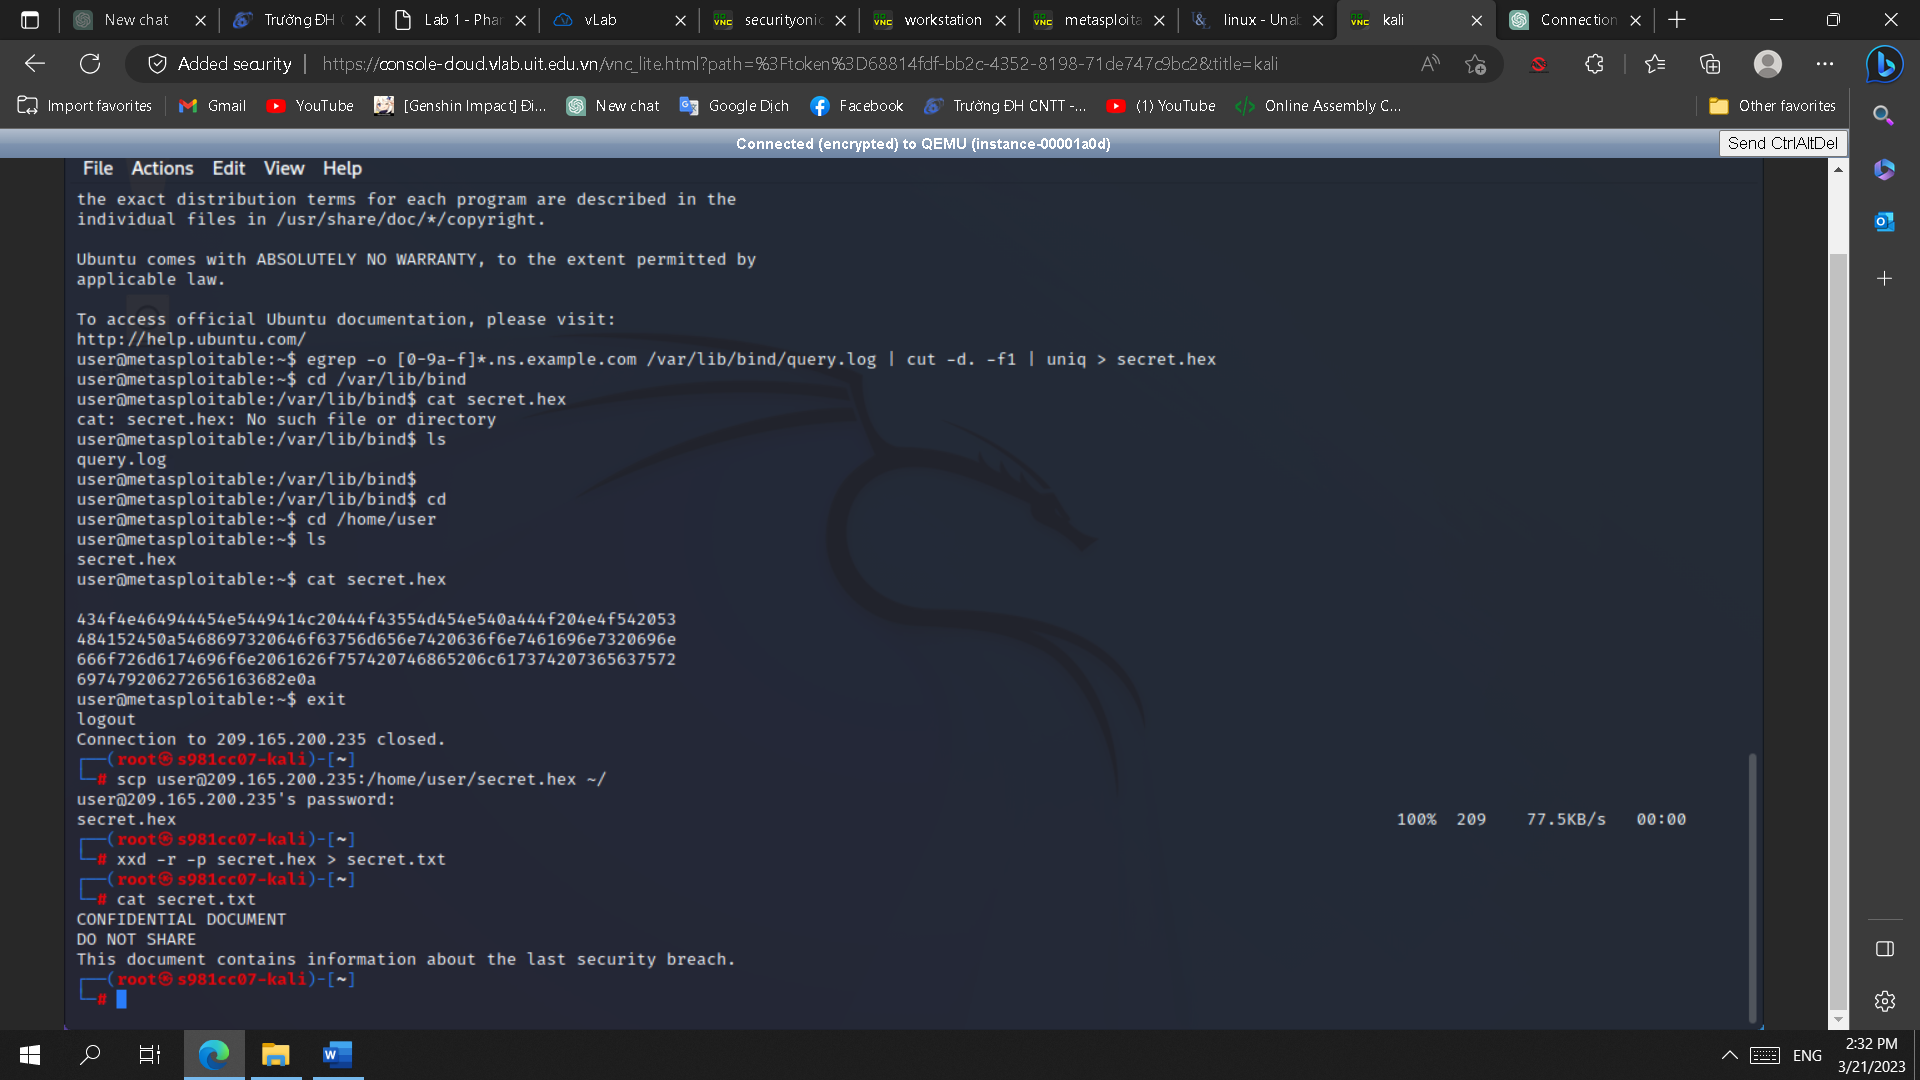 New chat
Trường ĐH C
Lab 1 - Phar
vLab
securityonic
workstation
metasploita
linux - Unab
kali
Connection
Added security
https://console-cloud.vlab.uit.edu.vn/vnc_lite.html?path=%3Ftoken%3D68814fdf-bb2c-4352-8198-71de747c9bc2&title=kali
Import favorites
Gmail
YouTube
[Genshin Impact] Đi...
New chat
Google Dịch
Facebook
Trường ĐH CNTT -...
(1) YouTube
Online Assembly C...
Other favorites
Connected (encrypted) to QEMU (instance-00001a0d)
Send CtrlAltDel
File Actions Edit View Help
the exact distribution terms for each program are described in the
individual files in /usr/share/doc/*/copyright.
Ubuntu comes with ABSOLUTELY NO WARRANTY, to the extent permitted by
applicable law.
To access official Ubuntu documentation, please visit:
http://help.ubuntu.com/
user@metasploitable:~$ egrep -o [0-9a-f]*.ns.example.com /var/lib/bind/query.log | cut -d. -f1 | uniq > secret.hex
user@metasploitable:~$ cd /var/lib/bind
user@metasploitable:/var/lib/bind$ cat secret.hex
cat: secret.hex: No such file or directory
user@metasploitable:/var/lib/bind$ ls
query.log
user@metasploitable:/var/lib/bind$
user@metasploitable:/var/lib/bind$ cd
user@metasploitable:~$ cd /home/user
user@metasploitable:~$ ls
secret.hex
user@metasploitable:~$ cat secret.hex
434f4e464944454e5449414c20444f43554d454e540a444f204e4f542053
484152450a5468697320646f63756d656e7420636f6e7461696e7320696e
666f726d6174696f6e2061626f757420746865206c617374207365637572
697479206272656163682e0a
user@metasploitable:~$ exit
logout
Connection to 209.165.200.235 closed.
┌──(root㉿s981cc07-kali)-[~]
└─# scp user@209.165.200.235:/home/user/secret.hex ~/
user@209.165.200.235's password:
secret.hex 100% 209 77.5KB/s 00:00
┌──(root㉿s981cc07-kali)-[~]
└─# xxd -r -p secret.hex > secret.txt
┌──(root㉿s981cc07-kali)-[~]
└─# cat secret.txt
CONFIDENTIAL DOCUMENT
DO NOT SHARE
This document contains information about the last security breach.
┌──(root㉿s981cc07-kali)-[~]
└─#
ENG
2:32 PM
3/21/2023